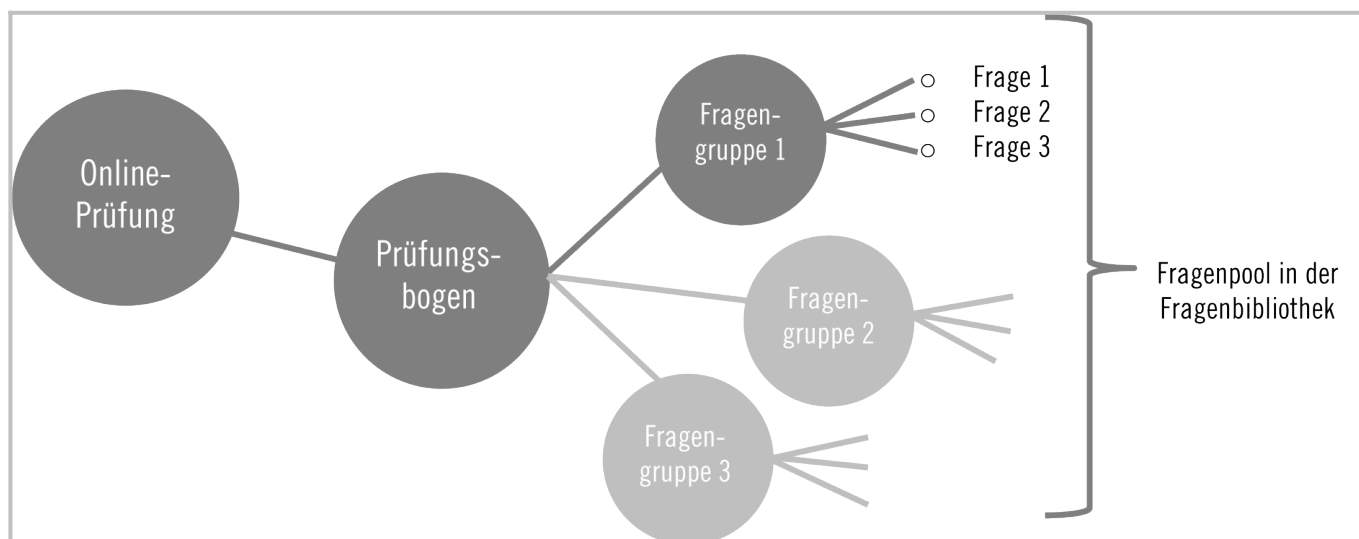 Online-
Prüfung
Prüfungs-
bogen
Fragen-
gruppe 1
Frage 1
Frage 2
Frage 3
Fragen-
gruppe 2
Fragen-
gruppe 3
Fragenpool in der
Fragenbibliothek